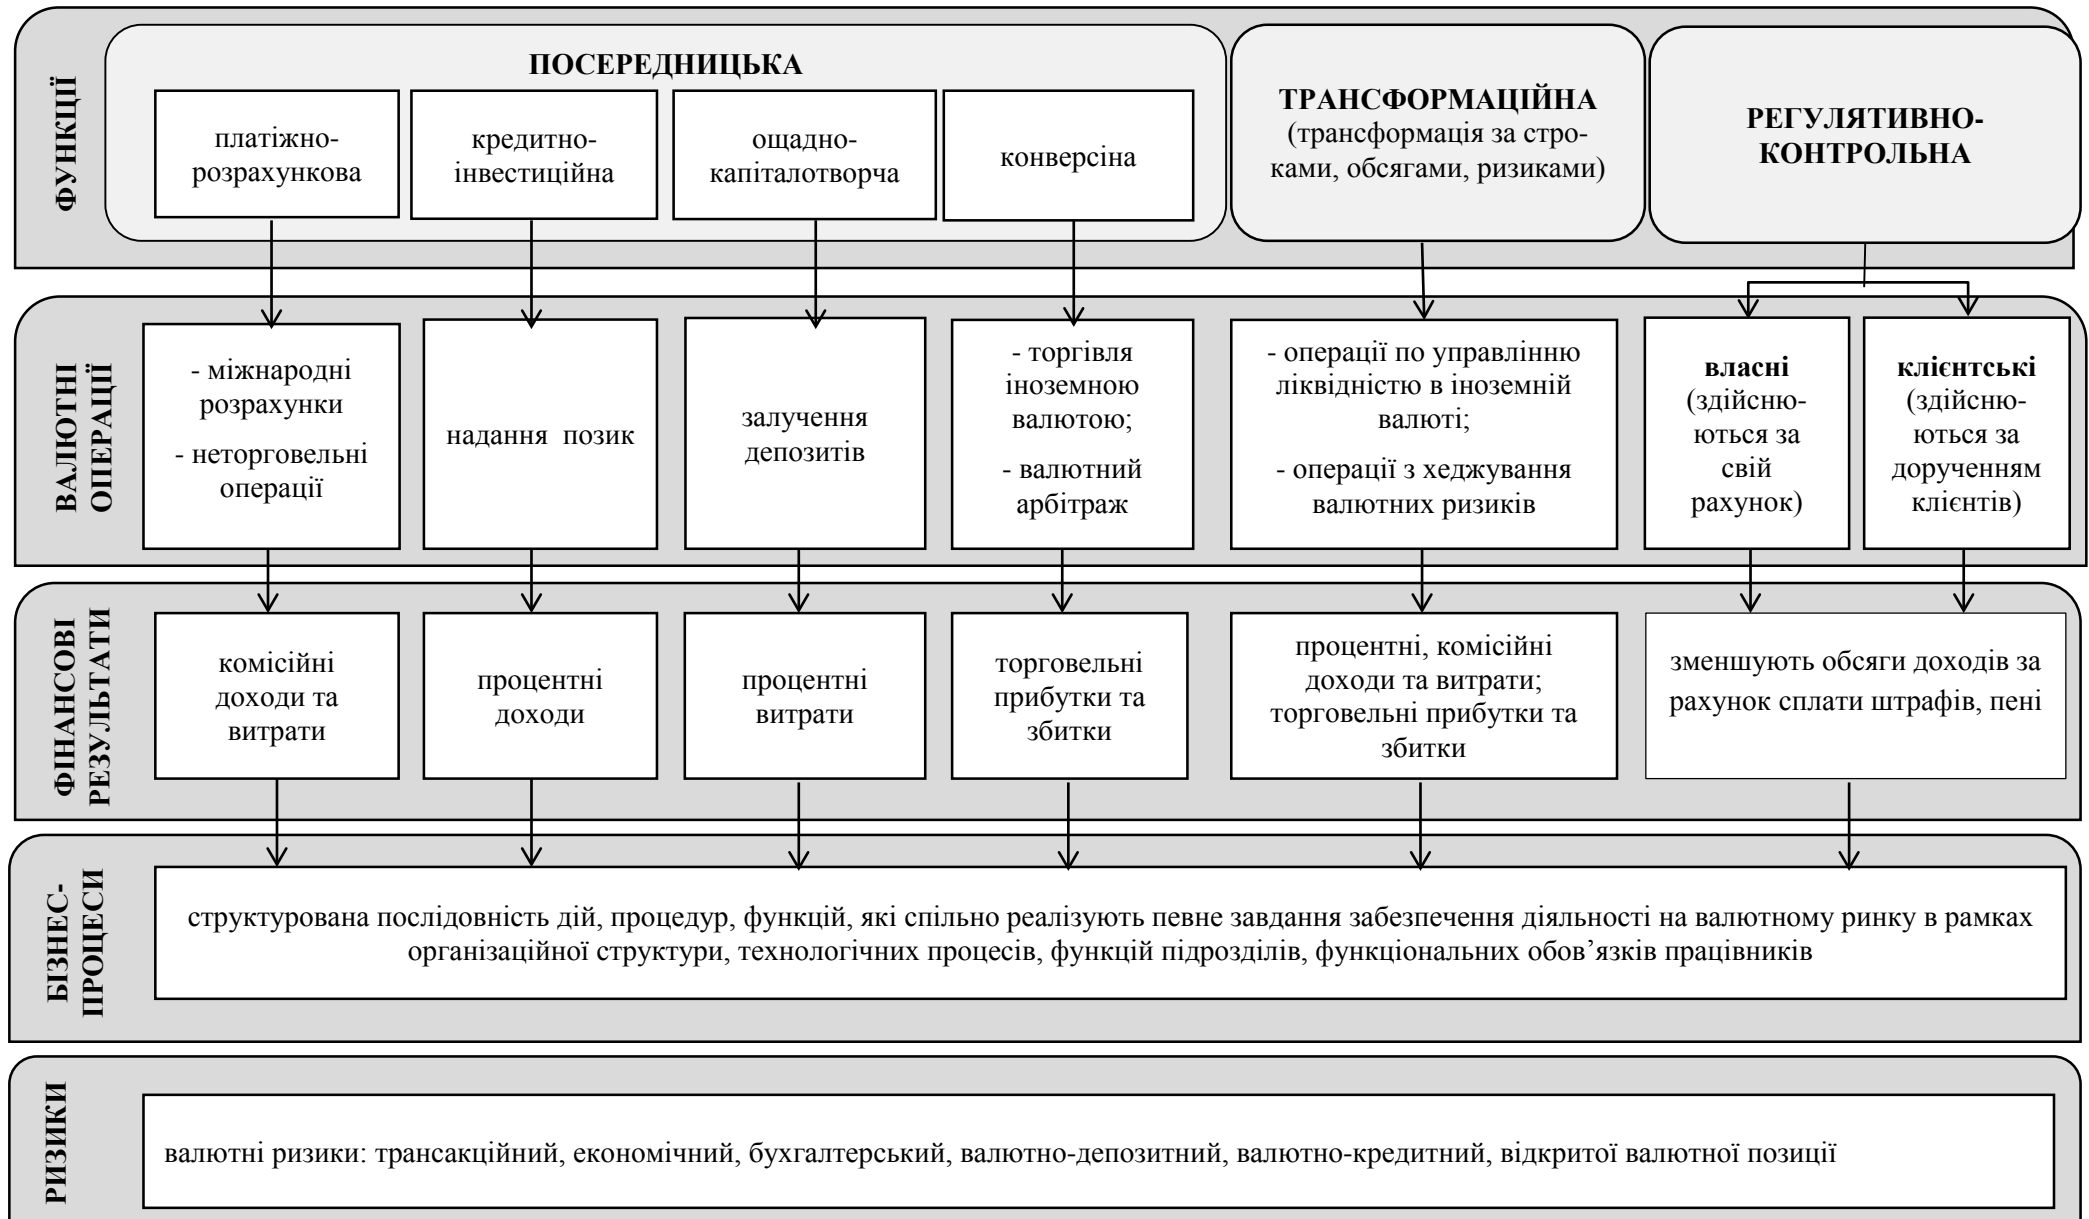 ФУНКЦІЇ
ПОСЕРЕДНИЦЬКА
платіжно-
розрахункова
кредитно-
інвестиційна
ощадно-
капіталотворча
конверсіна
ТРАНСФОРМАЦІЙНА
(трансформація за стро-
ками, обсягами, ризиками)
РЕГУЛЯТИВНО-
КОНТРОЛЬНА
ВАЛЮТНІ
ОПЕРАЦІЇ
- міжнародні
розрахунки
- неторговельні
операції
надання позик
залучення
депозитів
- торгівля
іноземною
валютою;
- валютний
арбітраж
- операції по управлінню
ліквідністю в іноземній
валюті;
- операції з хеджування
валютних ризиків
власні
(здійсню-
ються за
свій
рахунок)
клієнтські
(здійсню-
ються за
дорученням
клієнтів)
ФІНАНСОВІ
РЕЗУЛЬТАТИ
комісійні
доходи та
витрати
процентні
доходи
процентні
витрати
торговельні
прибутки та
збитки
процентні, комісійні
доходи та витрати;
торговельні прибутки та
збитки
зменшують обсяги доходів за
рахунок сплати штрафів, пені
БІЗНЕС-
ПРОЦЕСИ
структурована послідовність дій, процедур, функцій, які спільно реалізують певне завдання забезпечення діяльності на валютному ринку в рамках
організаційної структури, технологічних процесів, функцій підрозділів, функціональних обов’язків працівників
РИЗИКИ
валютні ризики: трансакційний, економічний, бухгалтерський, валютно-депозитний, валютно-кредитний, відкритої валютної позиції